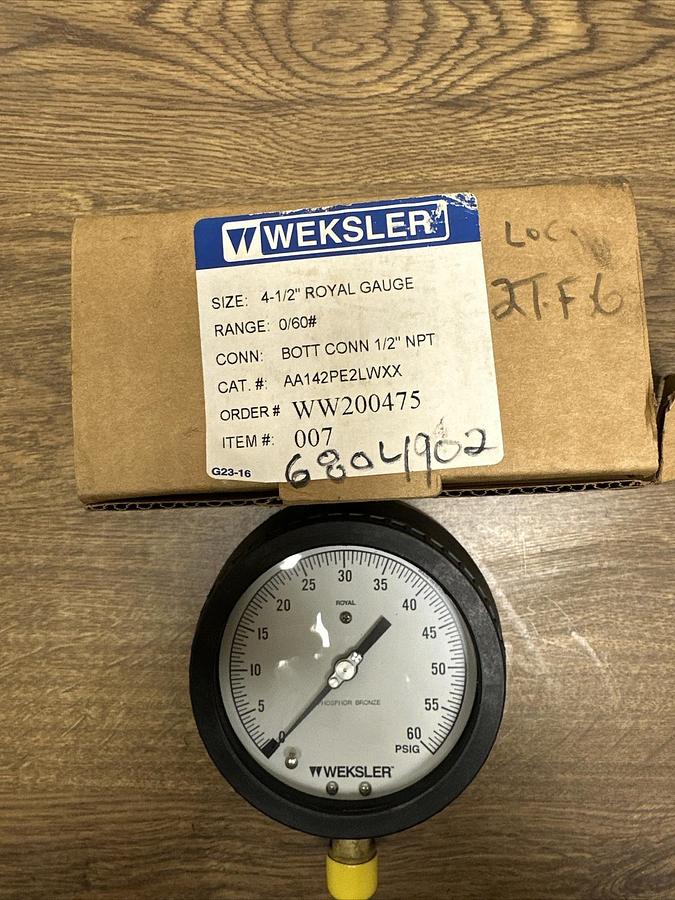 WEKSLER
SIZE: 4-1/2" ROYAL GAUGE
RANGE: 0/60#
CONN: BOTT CONN 1/2" NPT
CAT. #: AA142PE2LWXX
ORDER # WW200475
ITEM #: 007
G23-16
6804902
LOC.
2T.F.6
0
5
10
15
20
25
30
35
40
45
50
55
60
PSIG
ROYAL
PHOSPHOR BRONZE
WEKSLER